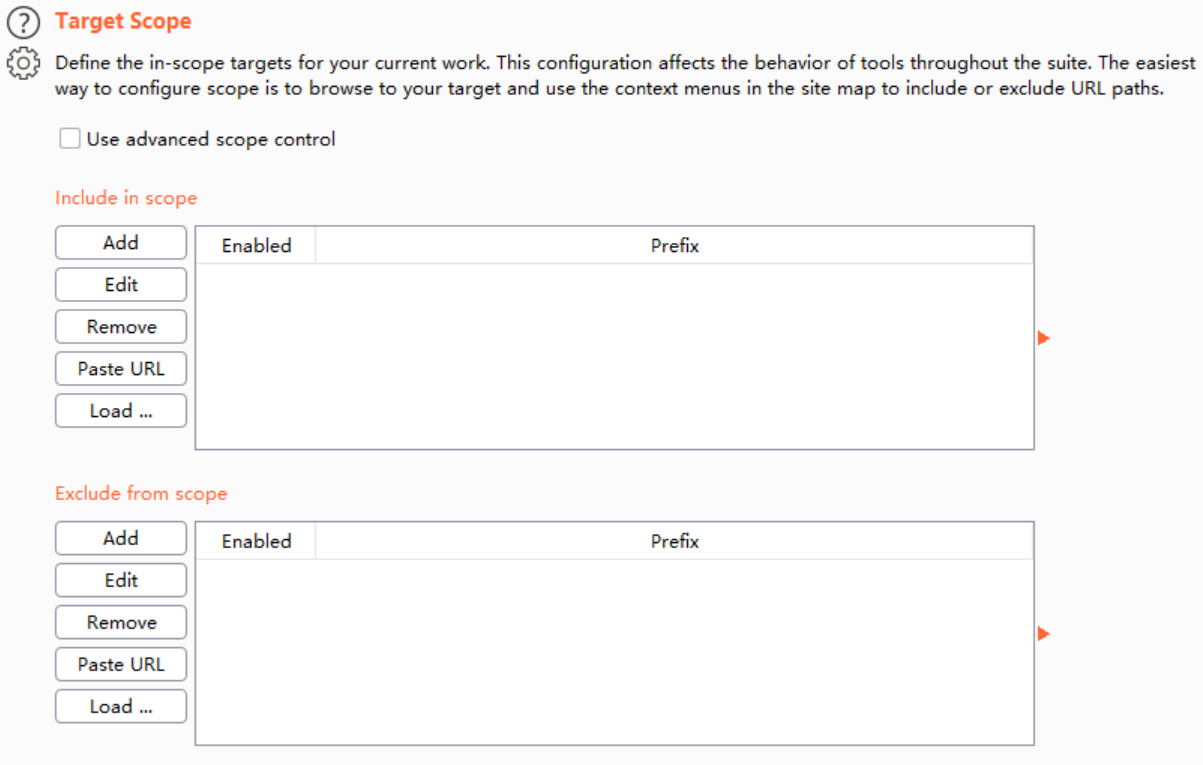 Target Scope
Define the in-scope targets for your current work. This configuration affects the behavior of tools throughout the suite. The easiest
way to configure scope is to browse to your target and use the context menus in the site map to include or exclude URL paths.
Use advanced scope control
Include in scope
Add
Enabled Prefix
Edit
Remove
Paste URL
Load ...
Exclude from scope
Add
Enabled Prefix
Edit
Remove
Paste URL
Load ...